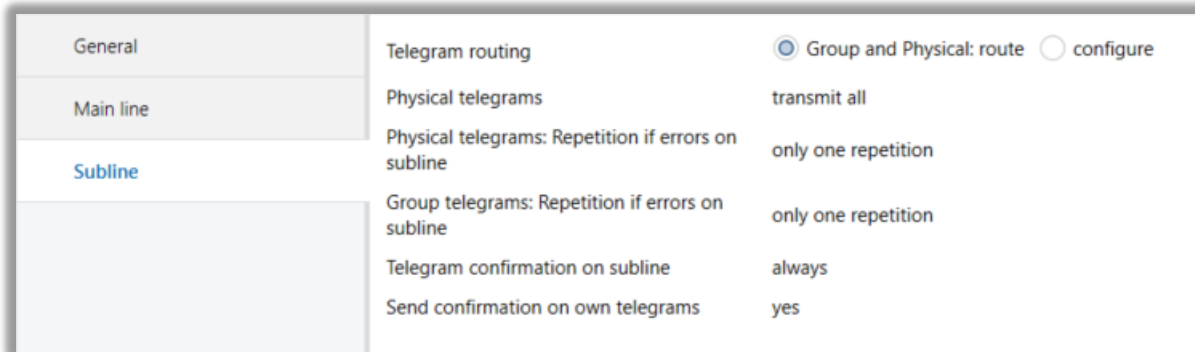 General
Main line
Subline
Telegram routing Group and Physical: route configure
Physical telegrams transmit all
Physical telegrams: Repetition if errors on
subline
only one repetition
Group telegrams: Repetition if errors on
subline
only one repetition
Telegram confirmation on subline always
Send confirmation on own telegrams yes